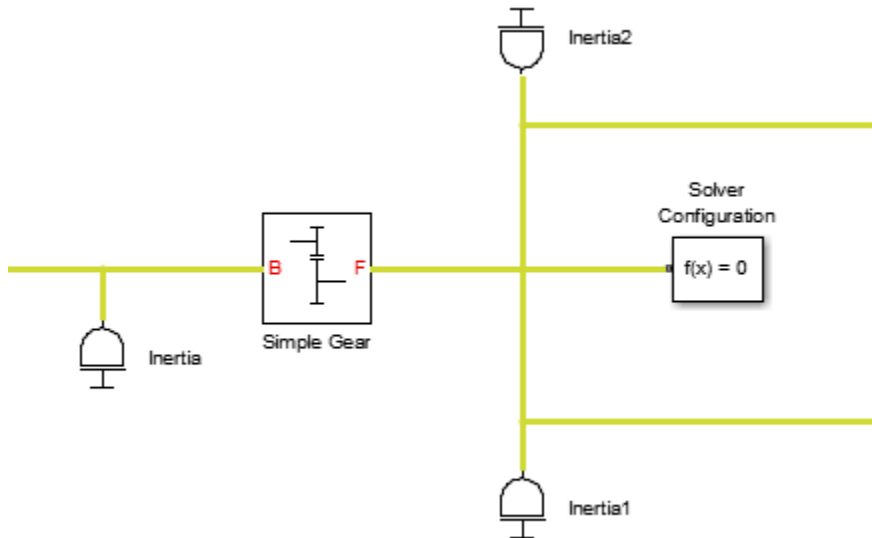 Inertia2
Solver
Configuration
B
F
f(x) = 0
Simple Gear
Inertia
Inertia1